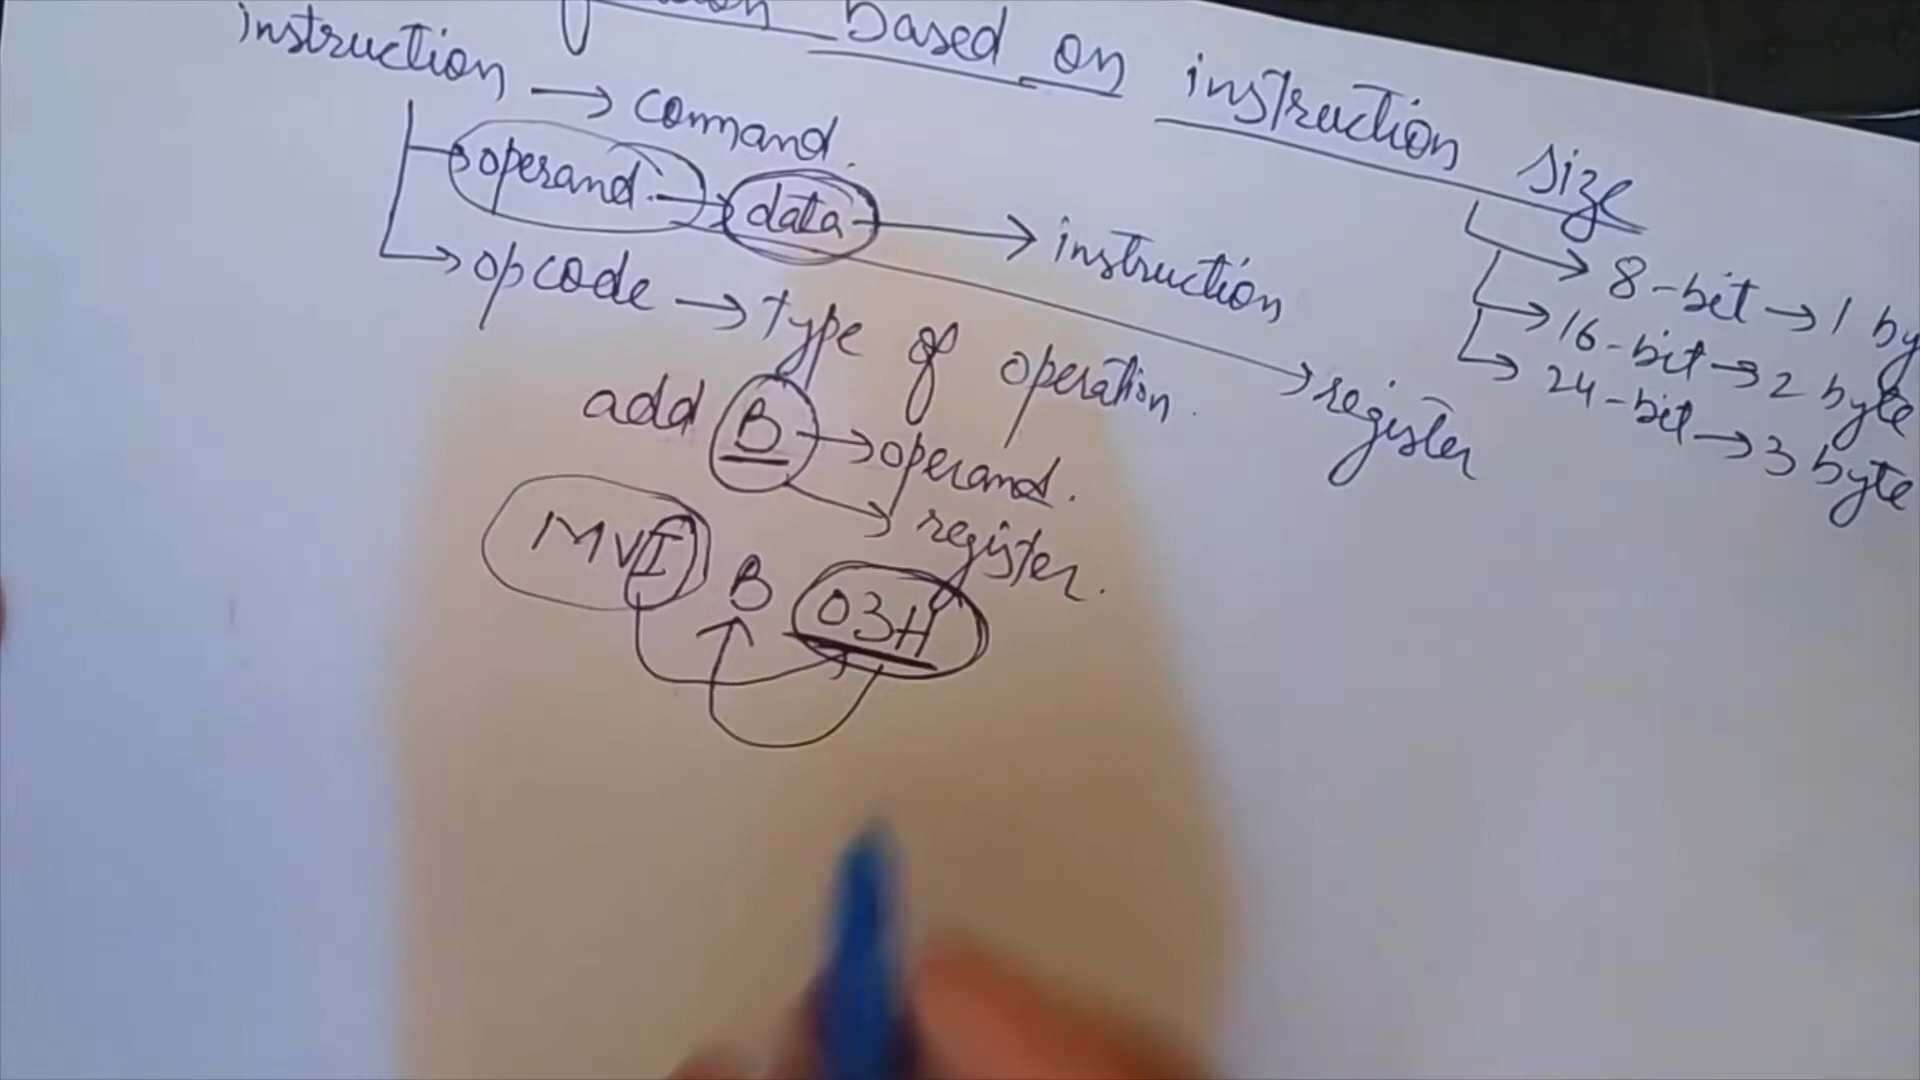 based on instruction size
instruction → command.
→ operand. → data → instruction
→ register
→ opcode → type of operation.
→ 8-bit → 1 by
→ 16-bit → 2 byte
→ 24-bit → 3 byte
add B → operand.
→ register.
MVI B 03H